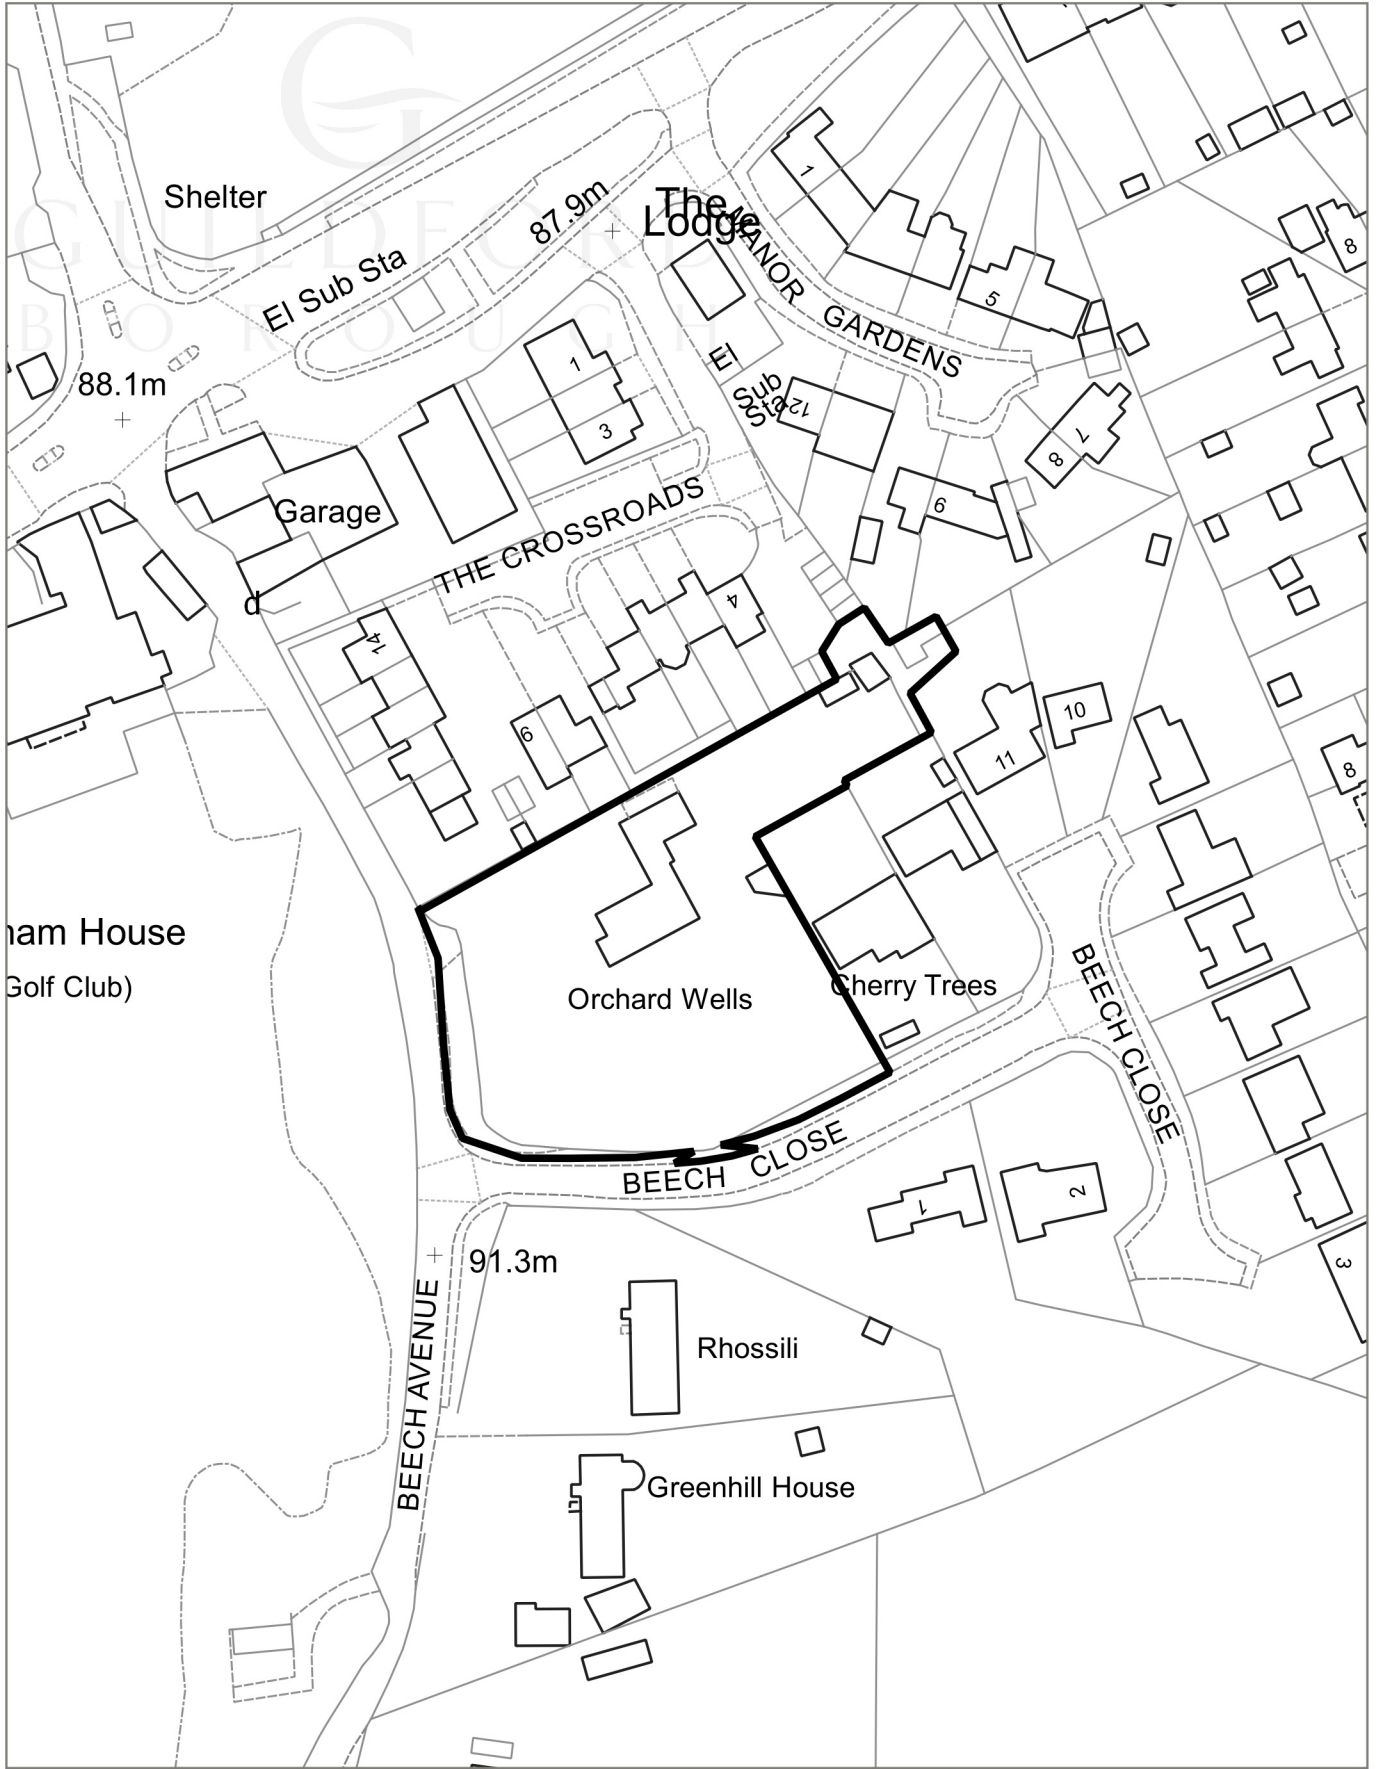 GUILDFORD
BOROUGH
Shelter
87.9m
The
Lodge
El Sub Sta
MANOR GARDENS
1
5
8
88.1m
1
3
El
Sub
Sta
12
7
8
6
Garage
THE CROSSROADS
d
14
4
6
10
11
8
ham House
Golf Club)
Orchard Wells
Cherry Trees
BEECH CLOSE
BEECH CLOSE
1
2
3
91.3m
BEECH AVENUE
Rhossili
Greenhill House